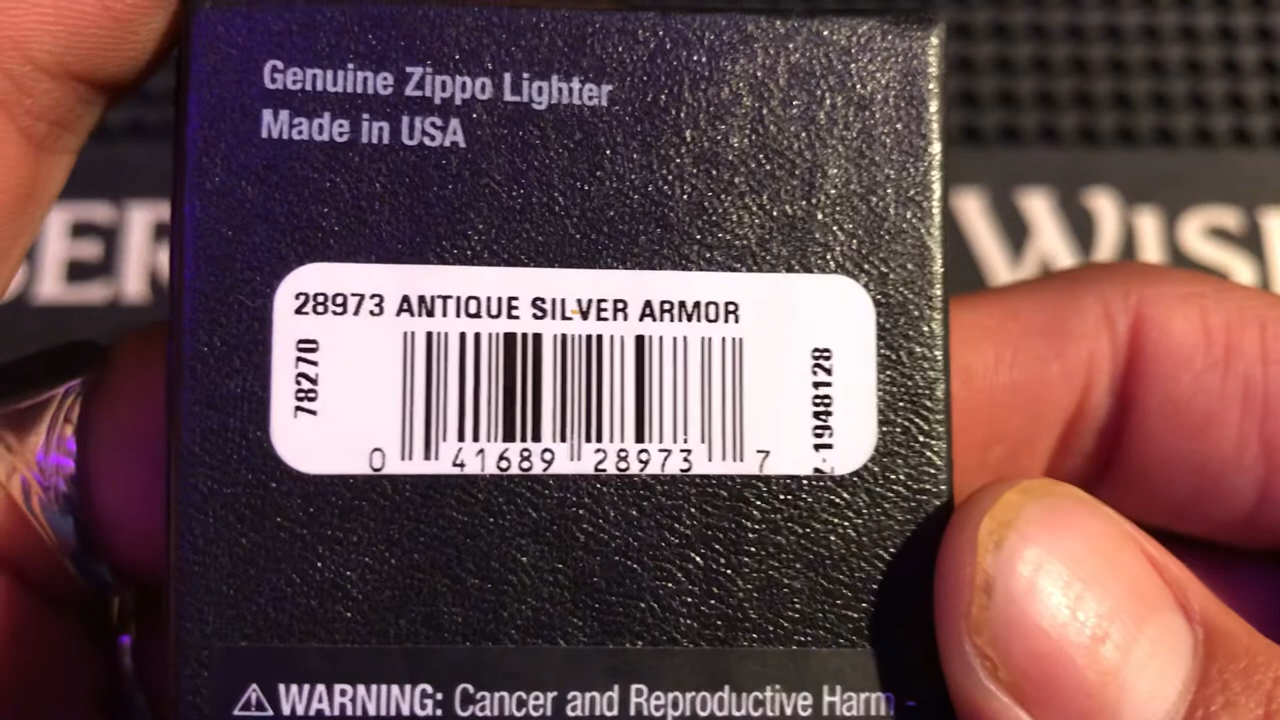 Genuine Zippo Lighter
Made in USA
28973 ANTIQUE SILVER ARMOR
78270
0 41689 28973 7
Z-1948128
⚠ WARNING: Cancer and Reproductive Harm -